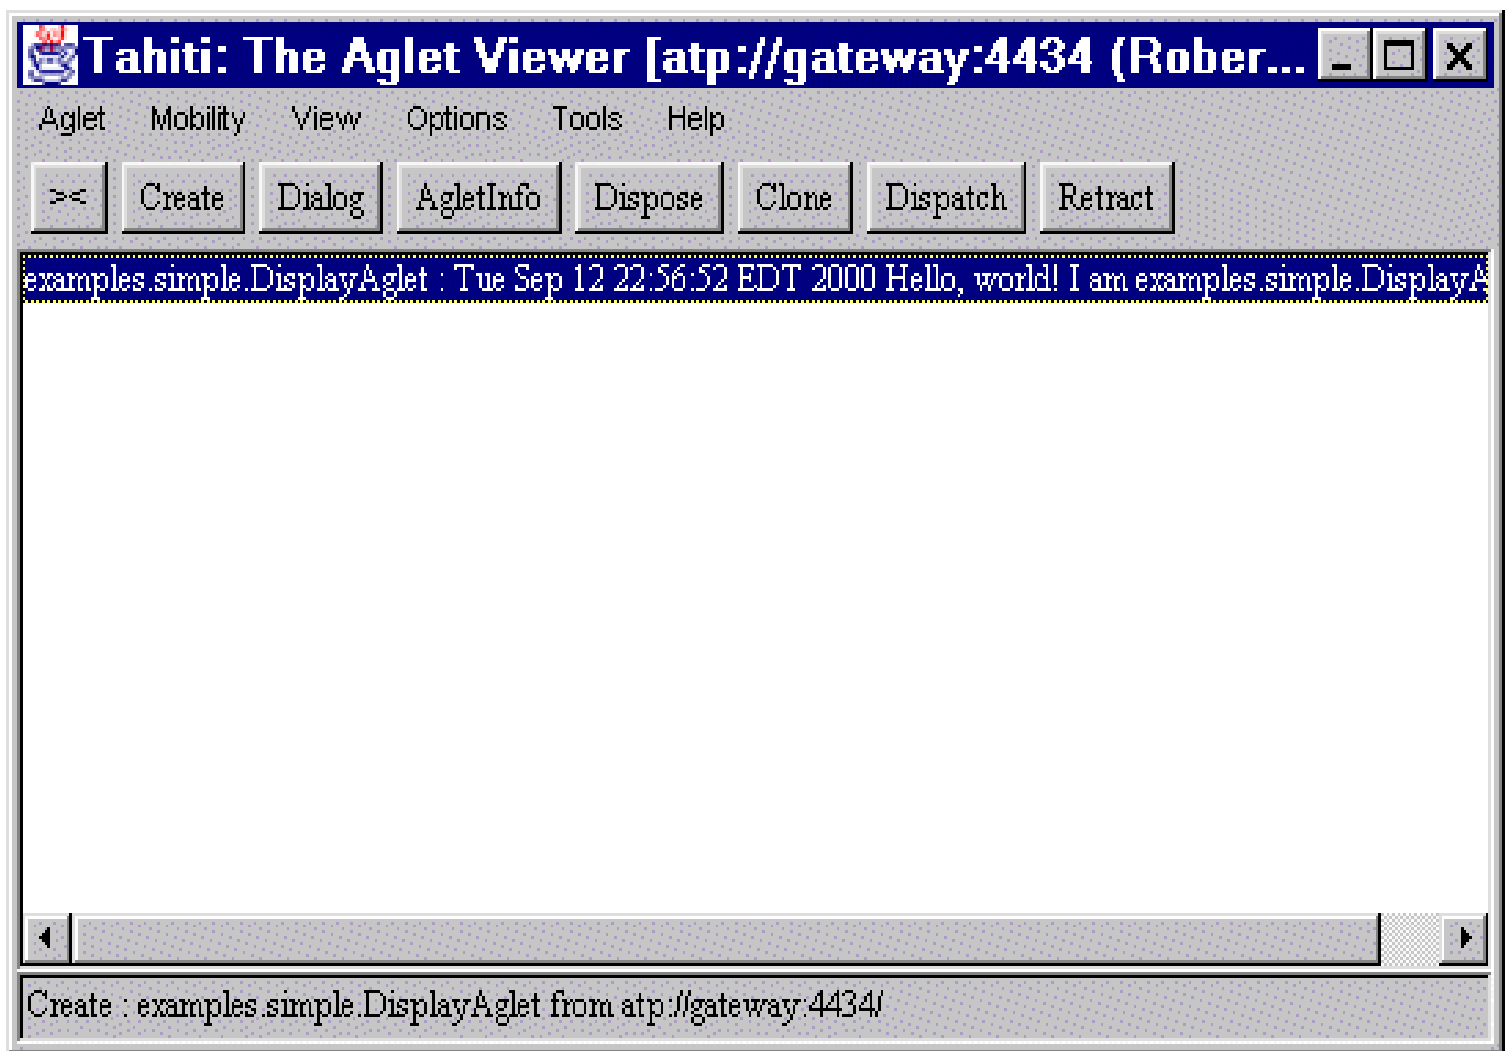 Tahiti: The Aglet Viewer [atp://gateway:4434 (Rober...
Aglet Mobility View Options Tools Help
>< Create Dialog AgletInfo Dispose Clone Dispatch Retract
examples.simple.DisplayAglet : Tue Sep 12 22:56:52 EDT 2000 Hello, world! I am examples.simple.DisplayA
Create : examples.simple.DisplayAglet from atp://gateway:4434/